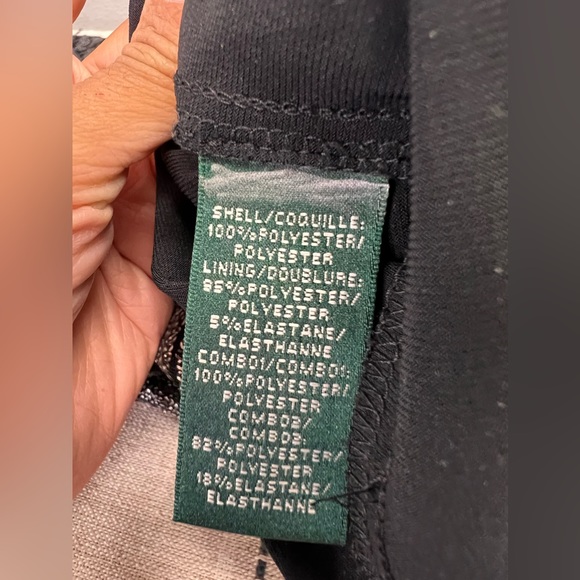 SHELL/COQUILLE:
100%POLYESTER/
POLYESTER
LINING/DOUBLURE:
95%POLYESTER/
POLYESTER
5%ELASTANE/
ELASTHANNE
COMBO1/COMBO1:
100%POLYESTER/
POLYESTER
COMBO2/
COMBO2:
82%POLYESTER/
POLYESTER
18%ELASTANE/
ELASTHANNE